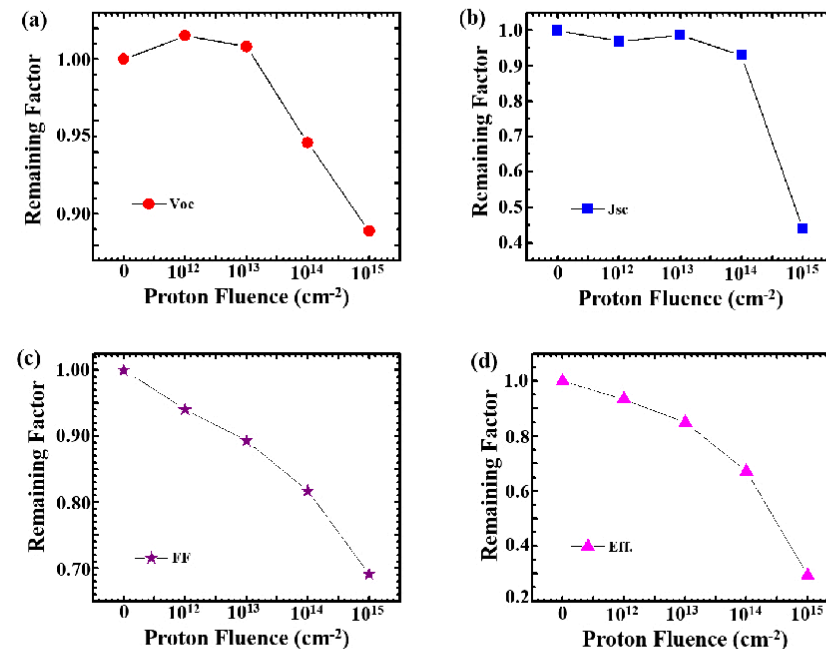 (a)
Remaining Factor
1.00
0.95
0.90
Voc
0 10¹² 10¹³ 10¹⁴ 10¹⁵
Proton Fluence (cm⁻²)
(b)
Remaining Factor
1.0
0.9
0.8
0.7
0.6
0.5
0.4
Jsc
0 10¹² 10¹³ 10¹⁴ 10¹⁵
Proton Fluence (cm⁻²)
(c)
Remaining Factor
1.00
0.90
0.80
0.70
FF
0 10¹² 10¹³ 10¹⁴ 10¹⁵
Proton Fluence (cm⁻²)
(d)
Remaining Factor
1.0
0.8
0.6
0.4
0.2
Eff.
0 10¹² 10¹³ 10¹⁴ 10¹⁵
Proton Fluence (cm⁻²)